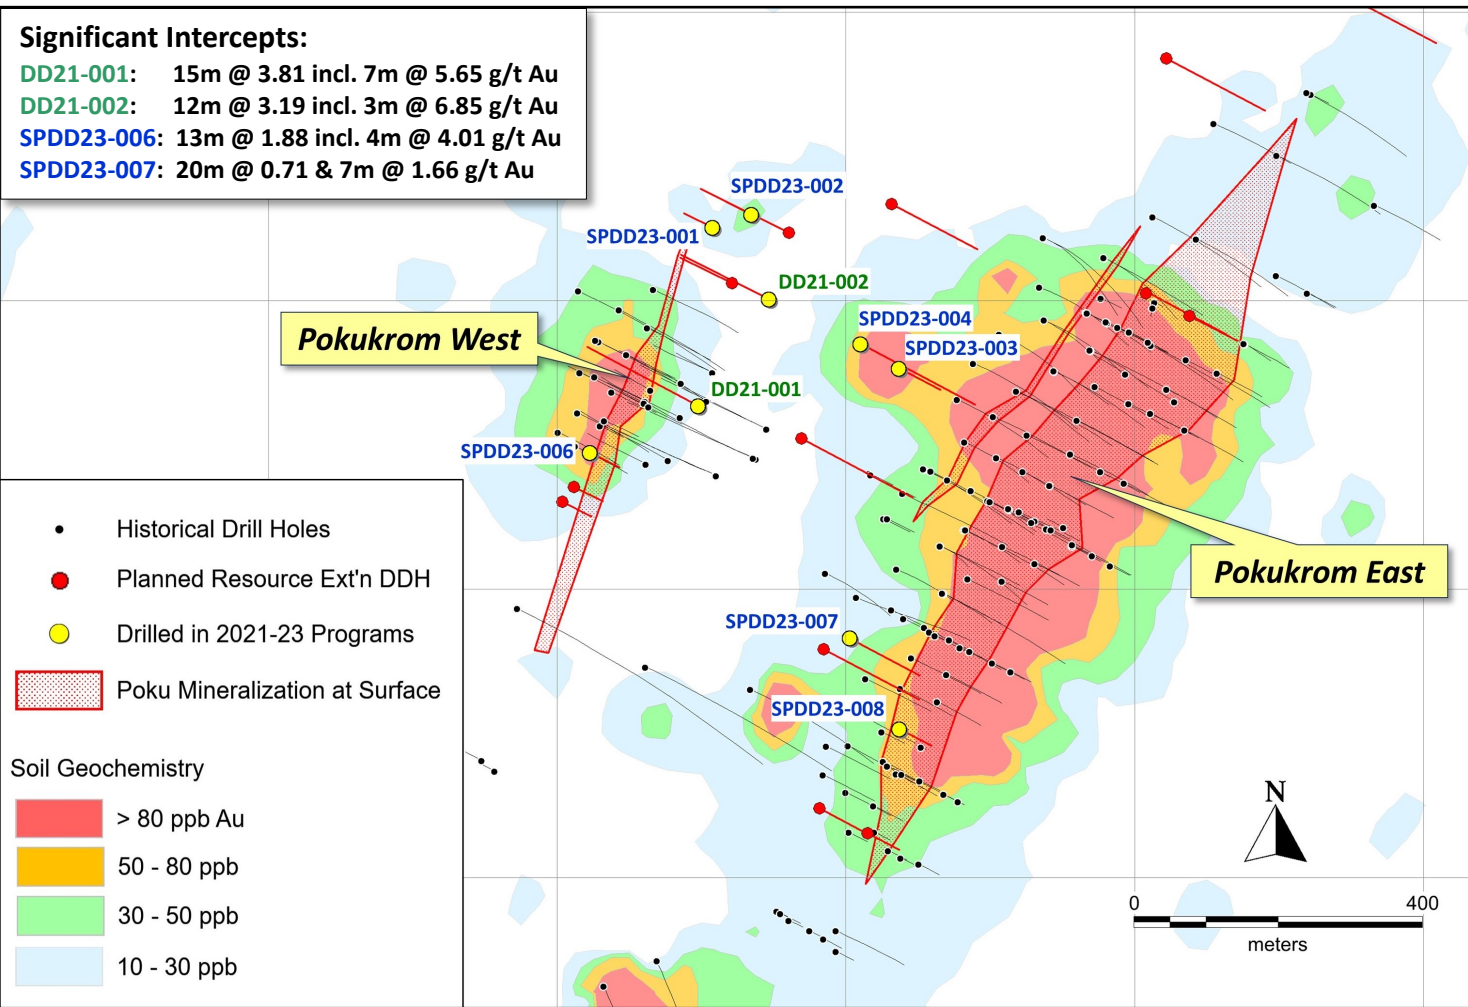 Significant Intercepts:
DD21-001: 15m @ 3.81 incl. 7m @ 5.65 g/t Au
DD21-002: 12m @ 3.19 incl. 3m @ 6.85 g/t Au
SPDD23-006: 13m @ 1.88 incl. 4m @ 4.01 g/t Au
SPDD23-007: 20m @ 0.71 & 7m @ 1.66 g/t Au
SPDD23-002
SPDD23-001
DD21-002
SPDD23-004
Pokukrom West
SPDD23-003
DD21-001
SPDD23-006
Historical Drill Holes
Planned Resource Ext'n DDH
Pokukrom East
Drilled in 2021-23 Programs
SPDD23-007
Poku Mineralization at Surface
SPDD23-008
Soil Geochemistry
> 80 ppb Au
50 - 80 ppb
30 - 50 ppb
10 - 30 ppb
N
0 400
meters